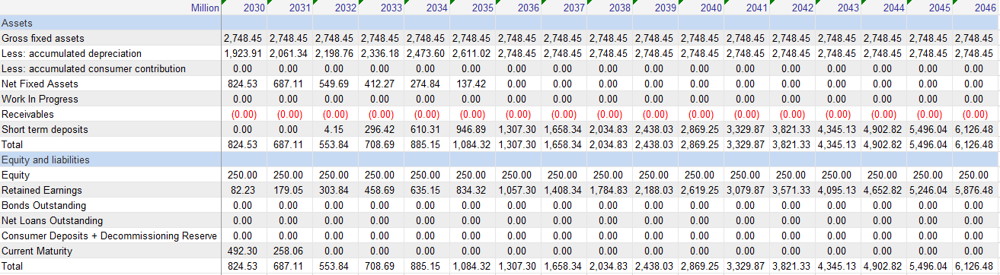 Million 2030 2031 2032 2033 2034 2035 2036 2037 2038 2039 2040 2041 2042 2043 2044 2045 2046
Assets
Gross fixed assets 2,748.45 2,748.45 2,748.45 2,748.45 2,748.45 2,748.45 2,748.45 2,748.45 2,748.45 2,748.45 2,748.45 2,748.45 2,748.45 2,748.45 2,748.45 2,748.45 2,748.45
Less: accumulated depreciation 1,923.91 2,061.34 2,198.76 2,336.18 2,473.60 2,611.02 2,748.45 2,748.45 2,748.45 2,748.45 2,748.45 2,748.45 2,748.45 2,748.45 2,748.45 2,748.45 2,748.45
Less: accumulated consumer contribution 0.00 0.00 0.00 0.00 0.00 0.00 0.00 0.00 0.00 0.00 0.00 0.00 0.00 0.00 0.00 0.00 0.00
Net Fixed Assets 824.53 687.11 549.69 412.27 274.84 137.42 0.00 0.00 0.00 0.00 0.00 0.00 0.00 0.00 0.00 0.00 0.00
Work In Progress 0.00 0.00 0.00 0.00 0.00 0.00 0.00 0.00 0.00 0.00 0.00 0.00 0.00 0.00 0.00 0.00 0.00
Receivables (0.00) (0.00) (0.00) (0.00) (0.00) (0.00) (0.00) (0.00) (0.00) (0.00) (0.00) (0.00) (0.00) (0.00) (0.00) (0.00) (0.00)
Short term deposits 0.00 0.00 4.15 296.42 610.31 946.89 1,307.30 1,658.34 2,034.83 2,438.03 2,869.25 3,329.87 3,821.33 4,345.13 4,902.82 5,496.04 6,126.48
Total 824.53 687.11 553.84 708.69 885.15 1,084.32 1,307.30 1,658.34 2,034.83 2,438.03 2,869.25 3,329.87 3,821.33 4,345.13 4,902.82 5,496.04 6,126.48
Equity and liabilities
Equity 250.00 250.00 250.00 250.00 250.00 250.00 250.00 250.00 250.00 250.00 250.00 250.00 250.00 250.00 250.00 250.00 250.00
Retained Earnings 82.23 179.05 303.84 458.69 635.15 834.32 1,057.30 1,408.34 1,784.83 2,188.03 2,619.25 3,079.87 3,571.33 4,095.13 4,652.82 5,246.04 5,876.48
Bonds Outstanding 0.00 0.00 0.00 0.00 0.00 0.00 0.00 0.00 0.00 0.00 0.00 0.00 0.00 0.00 0.00 0.00 0.00
Net Loans Outstanding 0.00 0.00 0.00 0.00 0.00 0.00 0.00 0.00 0.00 0.00 0.00 0.00 0.00 0.00 0.00 0.00 0.00
Consumer Deposits + Decommissioning Reserve 0.00 0.00 0.00 0.00 0.00 0.00 0.00 0.00 0.00 0.00 0.00 0.00 0.00 0.00 0.00 0.00 0.00
Current Maturity 492.30 258.06 0.00 0.00 0.00 0.00 0.00 0.00 0.00 0.00 0.00 0.00 0.00 0.00 0.00 0.00 0.00
Total 824.53 687.11 553.84 708.69 885.15 1,084.32 1,307.30 1,658.34 2,034.83 2,438.03 2,869.25 3,329.87 3,821.33 4,345.13 4,902.82 5,496.04 6,126.48